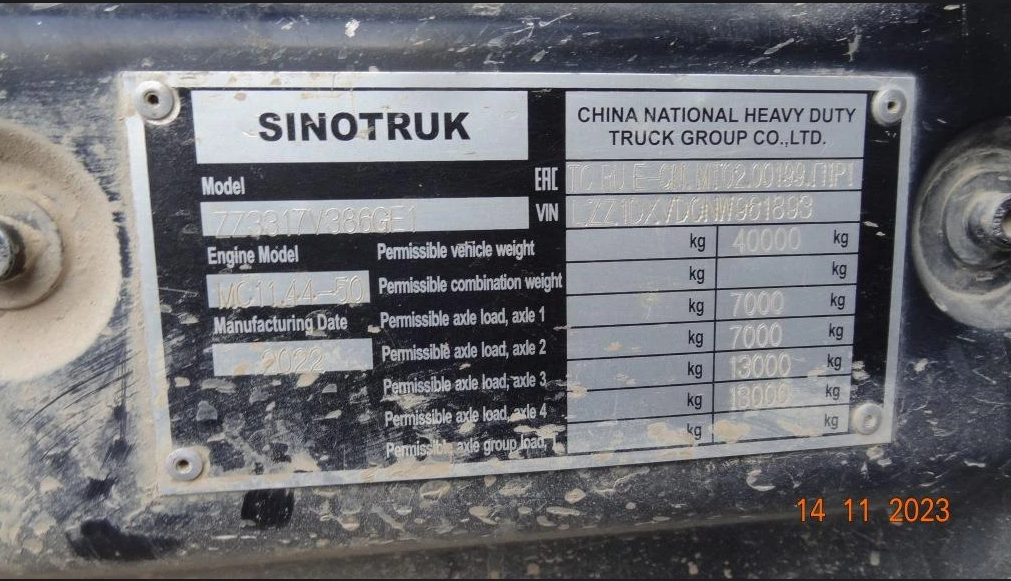 SINOTRUK
CHINA NATIONAL HEAVY DUTY
TRUCK GROUP CO.,LTD.
Model
ZZ3317V386GE1
EAC
VIN
Engine Model
MC11.44-50
Manufacturing Date
2022
Permissible vehicle weight kg 40000 kg
Permissible combination weight kg kg
Permissible axle load, axle 1 kg 7000 kg
Permissible axle load, axle 2 kg 7000 kg
Permissible axle load, axle 3 kg 13000 kg
Permissible axle load, axle 4 kg 13000 kg
Permissible axle group load, kg kg
14 11 2023